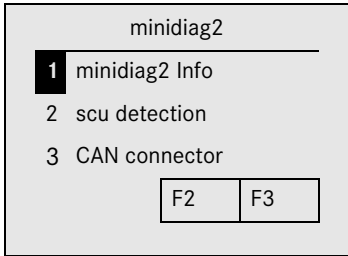 minidiag2
1 minidiag2 Info
2 scu detection
3 CAN connector
F2 F3